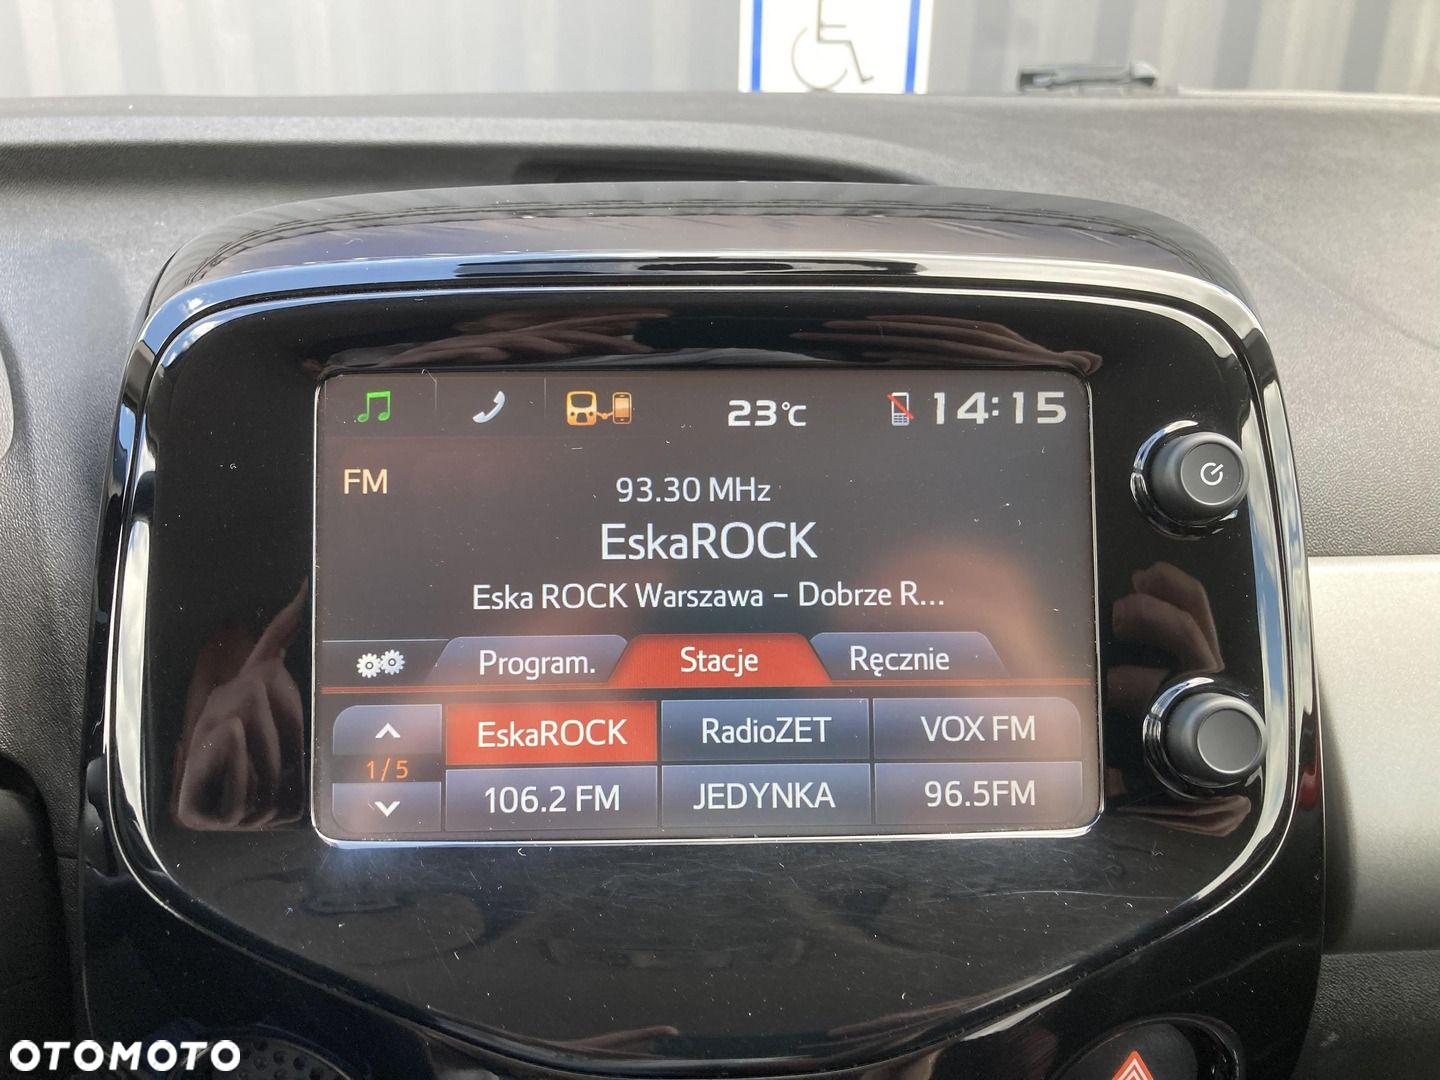 23°C
14:15
FM
93.30 MHz
EskaROCK
Eska ROCK Warszawa - Dobrze R...
Program.
Stacje
Ręcznie
EskaROCK
RadioZET
VOX FM
1/5
106.2 FM
JEDYNKA
96.5FM
OTOMOTO